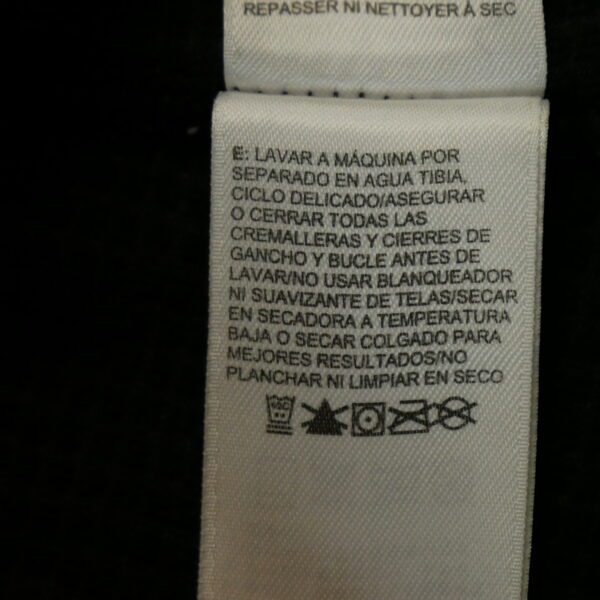 REPASSER NI NETTOYER À SEC
E: LAVAR A MÁQUINA POR
SEPARADO EN AGUA TIBIA,
CICLO DELICADO/ASEGURAR
O CERRAR TODAS LAS
CREMALLERAS Y CIERRES DE
GANCHO Y BUCLE ANTES DE
LAVAR/NO USAR BLANQUEADOR
NI SUAVIZANTE DE TELAS/SECAR
EN SECADORA A TEMPERATURA
BAJA O SECAR COLGADO PARA
MEJORES RESULTADOS/NO
PLANCHAR NI LIMPIAR EN SECO